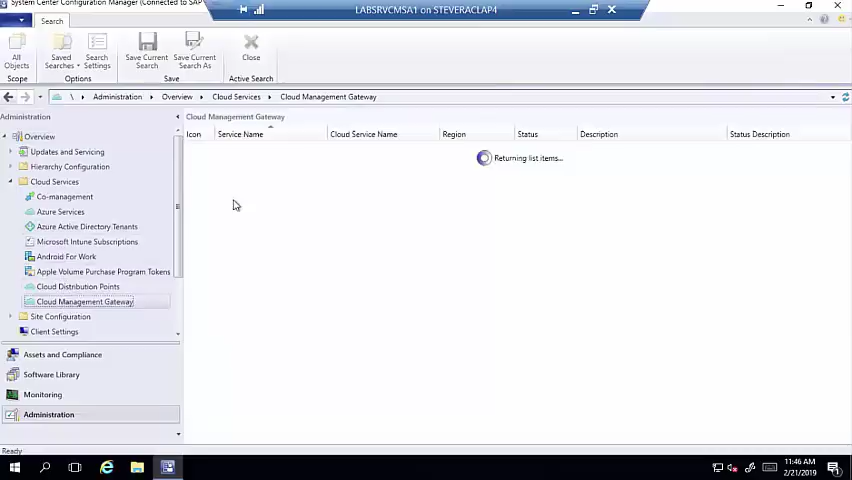 System Center Configuration Manager (Connected to SAP
LABSRVCMSA1 on STEVERACLAP4
Search
All Objects
Saved Searches
Search Settings
Save Current Search
Save Current Search As
Close
Scope
Options
Save
Active Search
\ Administration Overview Cloud Services Cloud Management Gateway
Administration
Overview
Updates and Servicing
Hierarchy Configuration
Cloud Services
Co-management
Azure Services
Azure Active Directory Tenants
Microsoft Intune Subscriptions
Android For Work
Apple Volume Purchase Program Tokens
Cloud Distribution Points
Cloud Management Gateway
Site Configuration
Client Settings
Assets and Compliance
Software Library
Monitoring
Administration
Cloud Management Gateway
Icon Service Name Cloud Service Name Region Status Description Status Description
Returning list items...
Ready
11:46 AM
2/21/2019